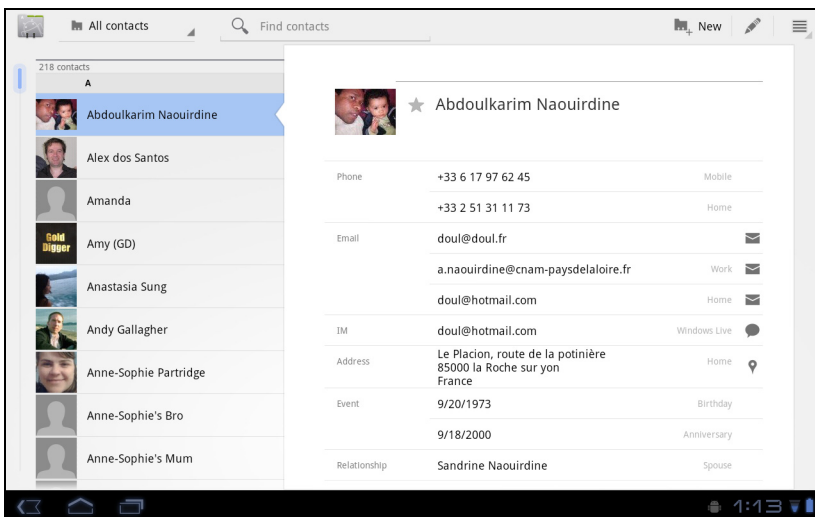 All contacts
Find contacts
New
218 contacts
A
Abdoulkarim Naouirdine
Alex dos Santos
Amanda
Gold
Digger
Amy (GD)
Anastasia Sung
Andy Gallagher
Anne-Sophie Partridge
Anne-Sophie's Bro
Anne-Sophie's Mum
Abdoulkarim Naouirdine
Phone
+33 6 17 97 62 45
Mobile
+33 2 51 31 11 73
Home
Email
doul@doul.fr
a.naouirdine@cnam-paysdelaloire.fr
Work
doul@hotmail.com
Home
IM
doul@hotmail.com
Windows Live
Address
Le Placion, route de la potinière
85000 la Roche sur yon
France
Home
Event
9/20/1973
Birthday
9/18/2000
Anniversary
Relationship
Sandrine Naouirdine
Spouse
1:13